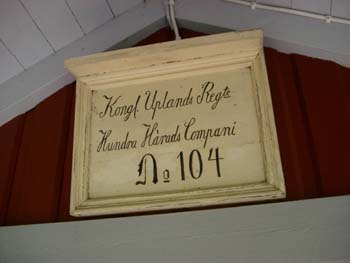 Kongl. Uplands Regts
Hundra Härads Compani
No 104